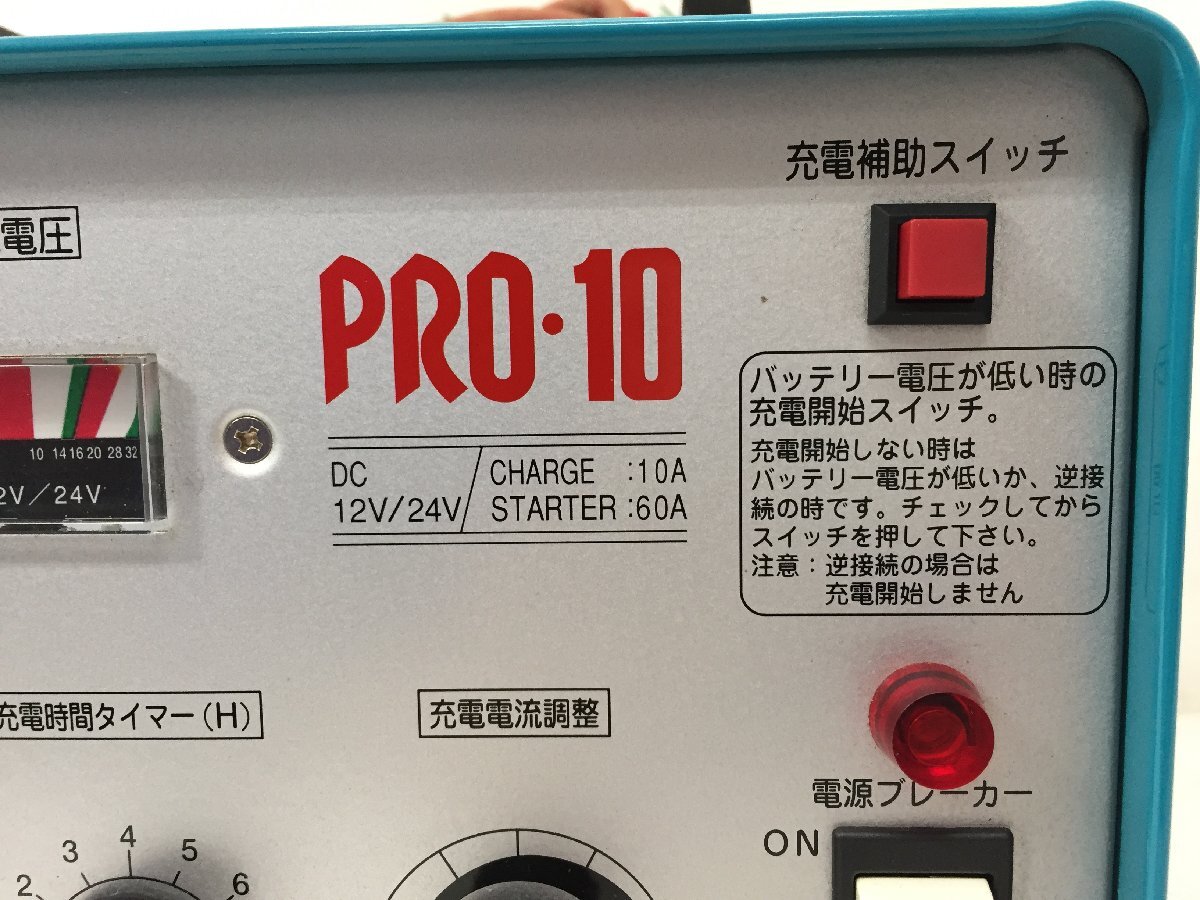 充電補助スイッチ
電圧
PRO・10
バッテリー電圧が低い時の
充電開始スイッチ。
充電開始しない時は
バッテリー電圧が低いか、逆接
続の時です。チェックしてから
スイッチを押して下さい。
注意：逆接続の場合は
充電開始しません
10 14 16 20 28 32
2V／24V
DC
12V/24V
CHARGE :10A
STARTER :60A
充電時間タイマー(H)
充電電流調整
電源ブレーカー
ON
2 3 4 5 6